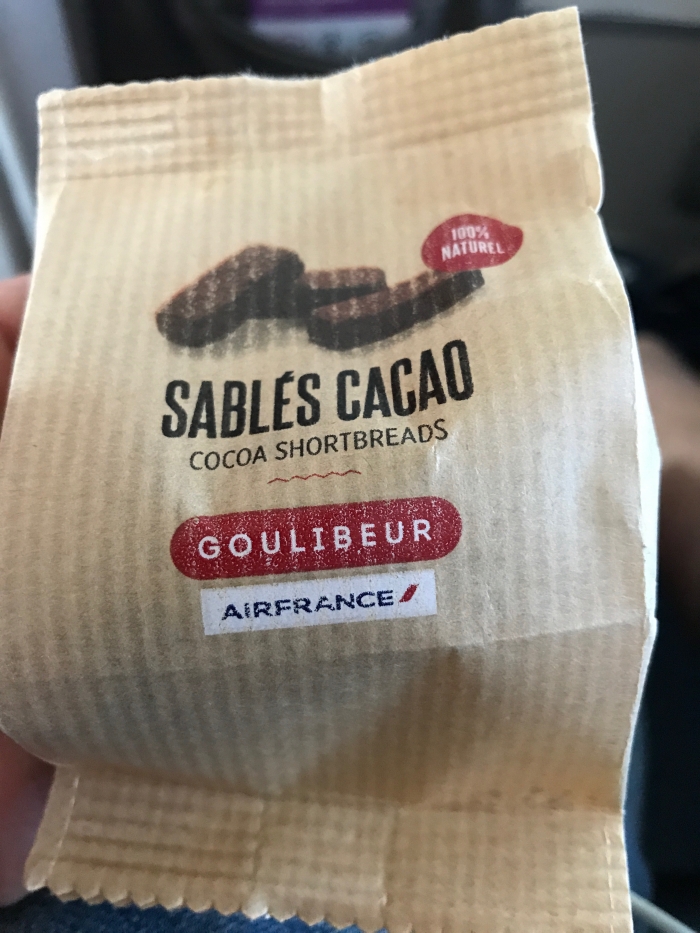 100%
NATUREL
SABLÉS CACAO
COCOA SHORTBREADS
GOULIBEUR
AIRFRANCE